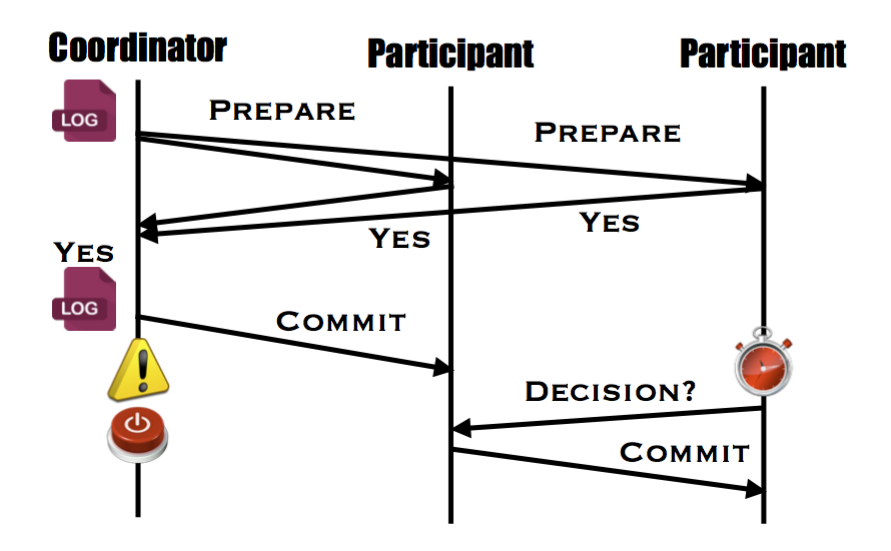 Coordinator
Participant
Participant
LOG
PREPARE
PREPARE
YES
YES
YES
LOG
COMMIT
DECISION?
COMMIT